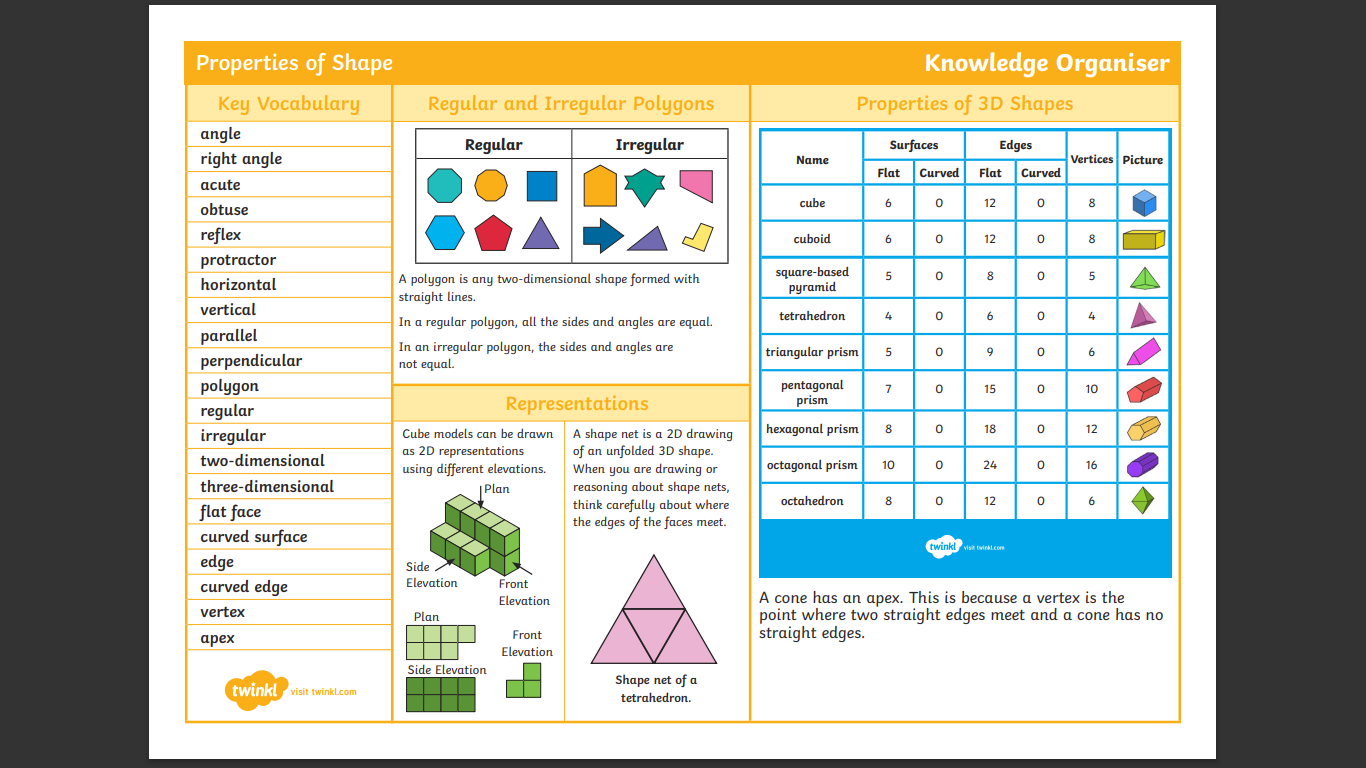 Properties of Shape
Knowledge Organiser
Key Vocabulary
angle
right angle
acute
obtuse
reflex
protractor
horizontal
vertical
parallel
perpendicular
polygon
regular
irregular
two-dimensional
three-dimensional
flat face
curved surface
edge
curved edge
vertex
apex
twinkl visit twinkl.com
Regular and Irregular Polygons
Regular Irregular
A polygon is any two-dimensional shape formed with
straight lines.
In a regular polygon, all the sides and angles are equal.
In an irregular polygon, the sides and angles are
not equal.
Representations
Cube models can be drawn
as 2D representations
using different elevations.
Plan
Side
Elevation
Front
Elevation
Plan
Front
Elevation
Side Elevation
A shape net is a 2D drawing
of an unfolded 3D shape.
When you are drawing or
reasoning about shape nets,
think carefully about where
the edges of the faces meet.
Shape net of a
tetrahedron.
Properties of 3D Shapes
Name Surfaces Edges Vertices Picture
Flat Curved Flat Curved
cube 6 0 12 0 8
cuboid 6 0 12 0 8
square-based
pyramid 5 0 8 0 5
tetrahedron 4 0 6 0 4
triangular prism 5 0 9 0 6
pentagonal
prism 7 0 15 0 10
hexagonal prism 8 0 18 0 12
octagonal prism 10 0 24 0 16
octahedron 8 0 12 0 6
twinkl visit twinkl.com
A cone has an apex. This is because a vertex is the
point where two straight edges meet and a cone has no
straight edges.